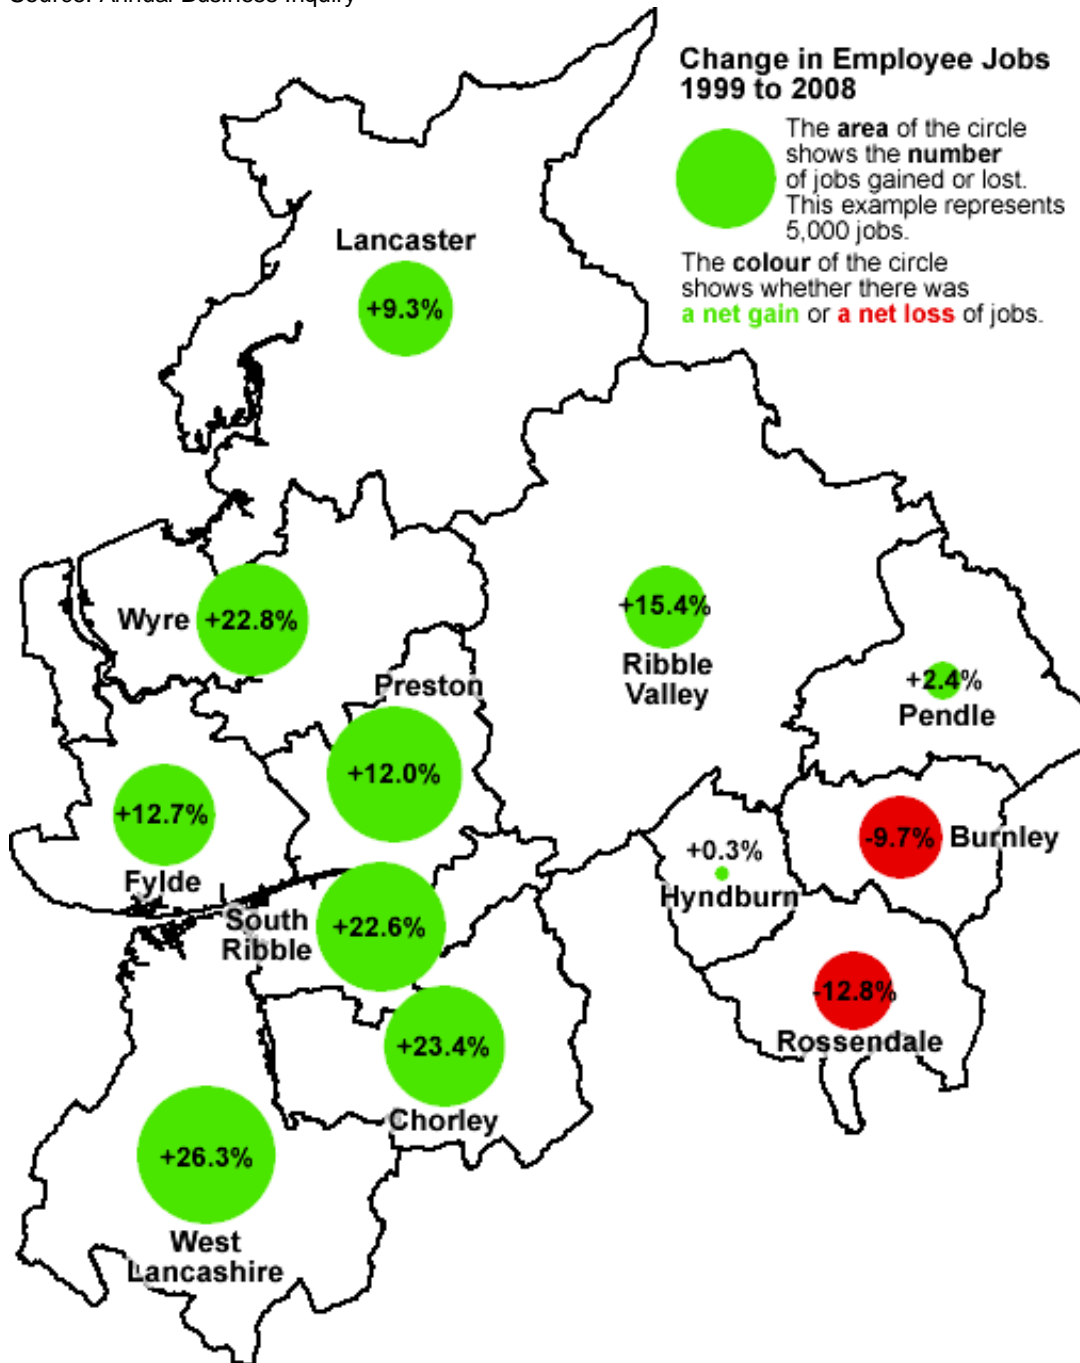 Source: Annual Business Inquiry
Change in Employee Jobs
1999 to 2008
The area of the circle
shows the number
of jobs gained or lost.
This example represents
5,000 jobs.
The colour of the circle
shows whether there was
a net gain or a net loss of jobs.
Lancaster
+9.3%
Wyre
+22.8%
+15.4%
Ribble
Valley
+2.4%
Pendle
Preston
+12.0%
+12.7%
Fylde
-9.7%
Burnley
+0.3%
Hyndburn
South
Ribble
+22.6%
-12.8%
Rossendale
+23.4%
Chorley
+26.3%
West
Lancashire